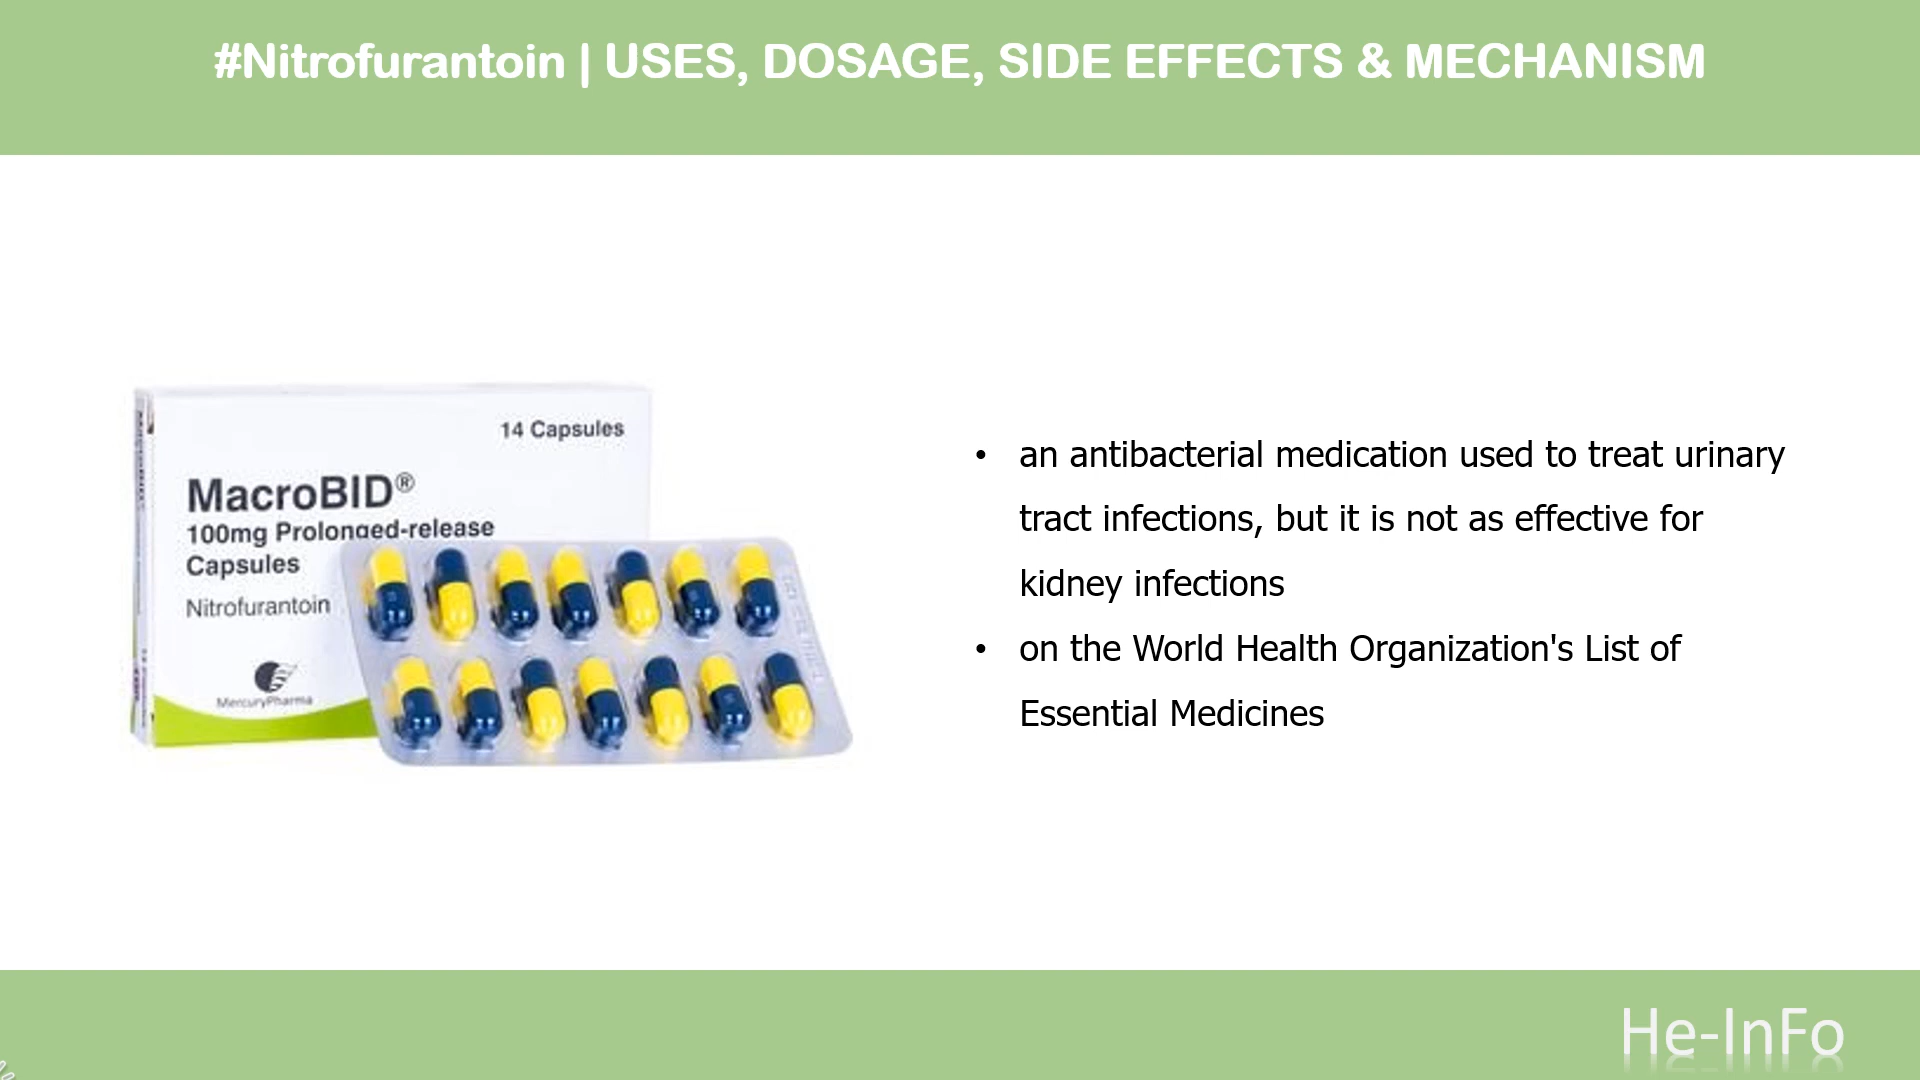 #Nitrofurantoin | USES, DOSAGE, SIDE EFFECTS & MECHANISM
14 Capsules
MacroBID®
100mg Prolonged-release
Capsules
Nitrofurantoin
MercuryPharma
• an antibacterial medication used to treat urinary
tract infections, but it is not as effective for
kidney infections
• on the World Health Organization's List of
Essential Medicines
He-InFo